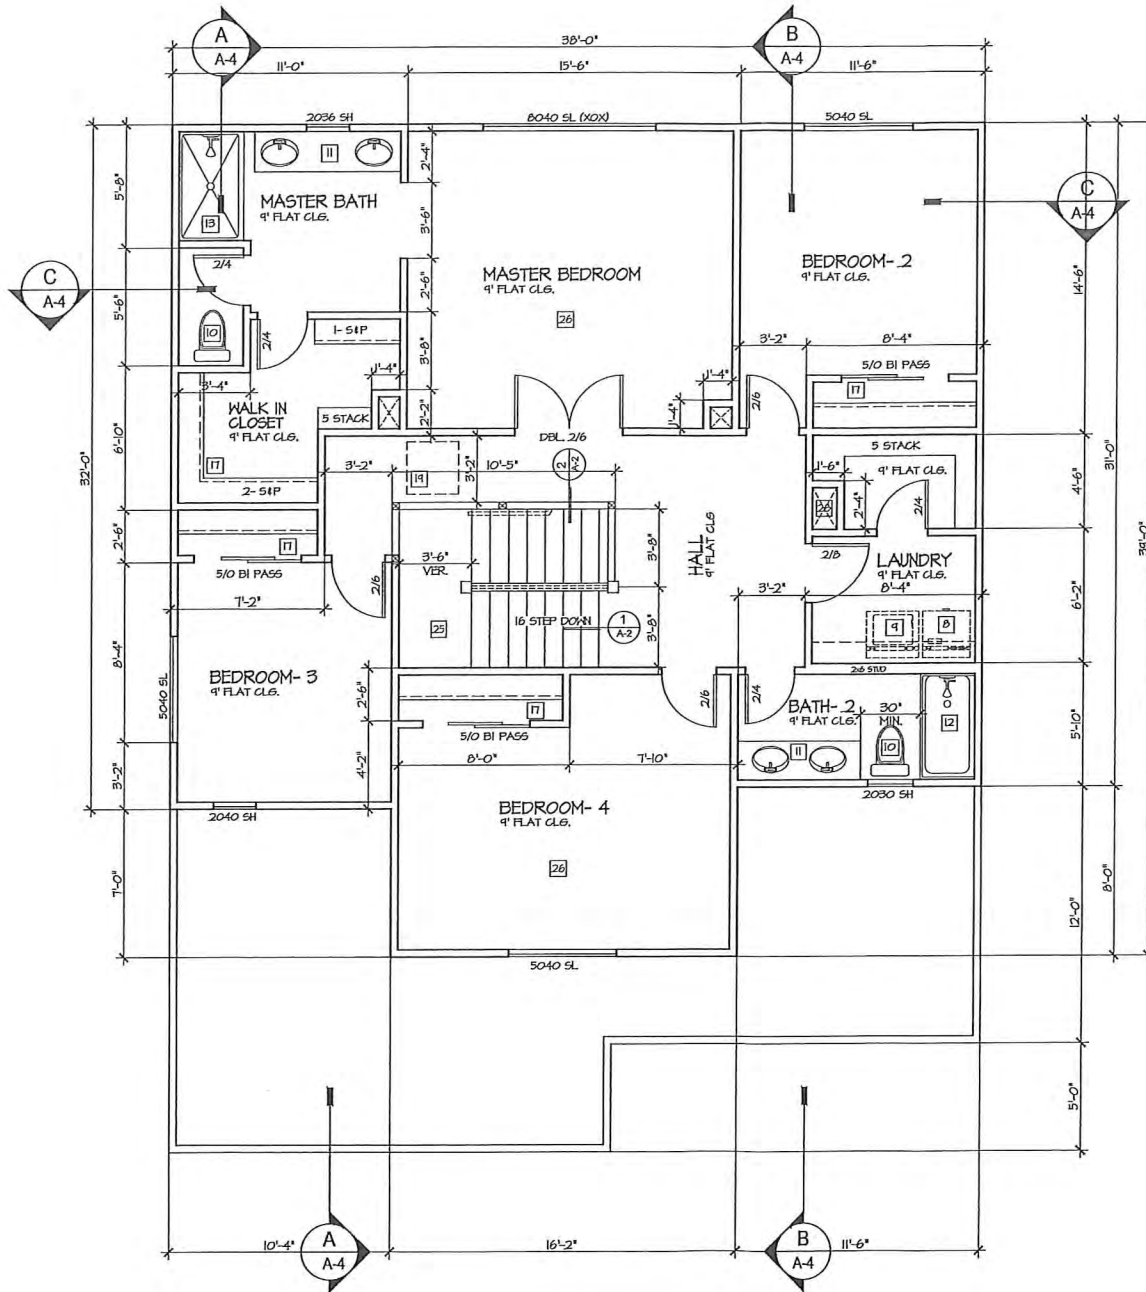 A
A-4
38'-0"
B
A-4
11'-0"
15'-6"
11'-6"
2036 SH
8040 SL (XOX)
5040 SL
11
2'-4"
5'-8"
MASTER BATH
9' FLAT CLG.
13
3'-6"
C
A-4
2/4
MASTER BEDROOM
9' FLAT CLG.
BEDROOM- 2
9' FLAT CLG.
C
A-4
2'-6"
14'-6"
5'-6"
10
2/4
1- S&P
26
3'-8"
3'-2"
8'-4"
1'-4"
1'-4"
5/0 BI PASS
3'-4"
17
2/6
WALK IN
CLOSET
9' FLAT CLG.
5 STACK
2'-2"
1'-4"
6'-10"
32'-0"
DBL. 2/6
5 STACK
31'-0"
17
3'-2"
19
10'-5"
3'-2"
2
A-2
1'-6"
9' FLAT CLG.
4'-6"
2- S&P
28
2'-4"
2/4
39'-0"
2'-6"
17
5/0 BI PASS
3'-6"
VER.
3'-8"
HALL
9' FLAT CLG
2/8
LAUNDRY
9' FLAT CLG.
2/6
7'-2"
3'-2"
8'-4"
6'-2"
25
16 STEP DOWN
1
A-2
3'-8"
9
8
8'-4"
5040 SL
BEDROOM- 3
9' FLAT CLG.
2'-6"
2x6 STUD
17
2/6
2/4
BATH- 2
9' FLAT CLG.
30"
MIN.
12
5/0 BI PASS
5'-10"
3'-2"
4'-2"
8'-0"
7'-10"
11
10
2040 SH
BEDROOM- 4
9' FLAT CLG.
2030 SH
7'-0"
26
8'-0"
12'-0"
5040 SL
5'-0"
10'-4"
A
A-4
16'-2"
B
A-4
11'-6"